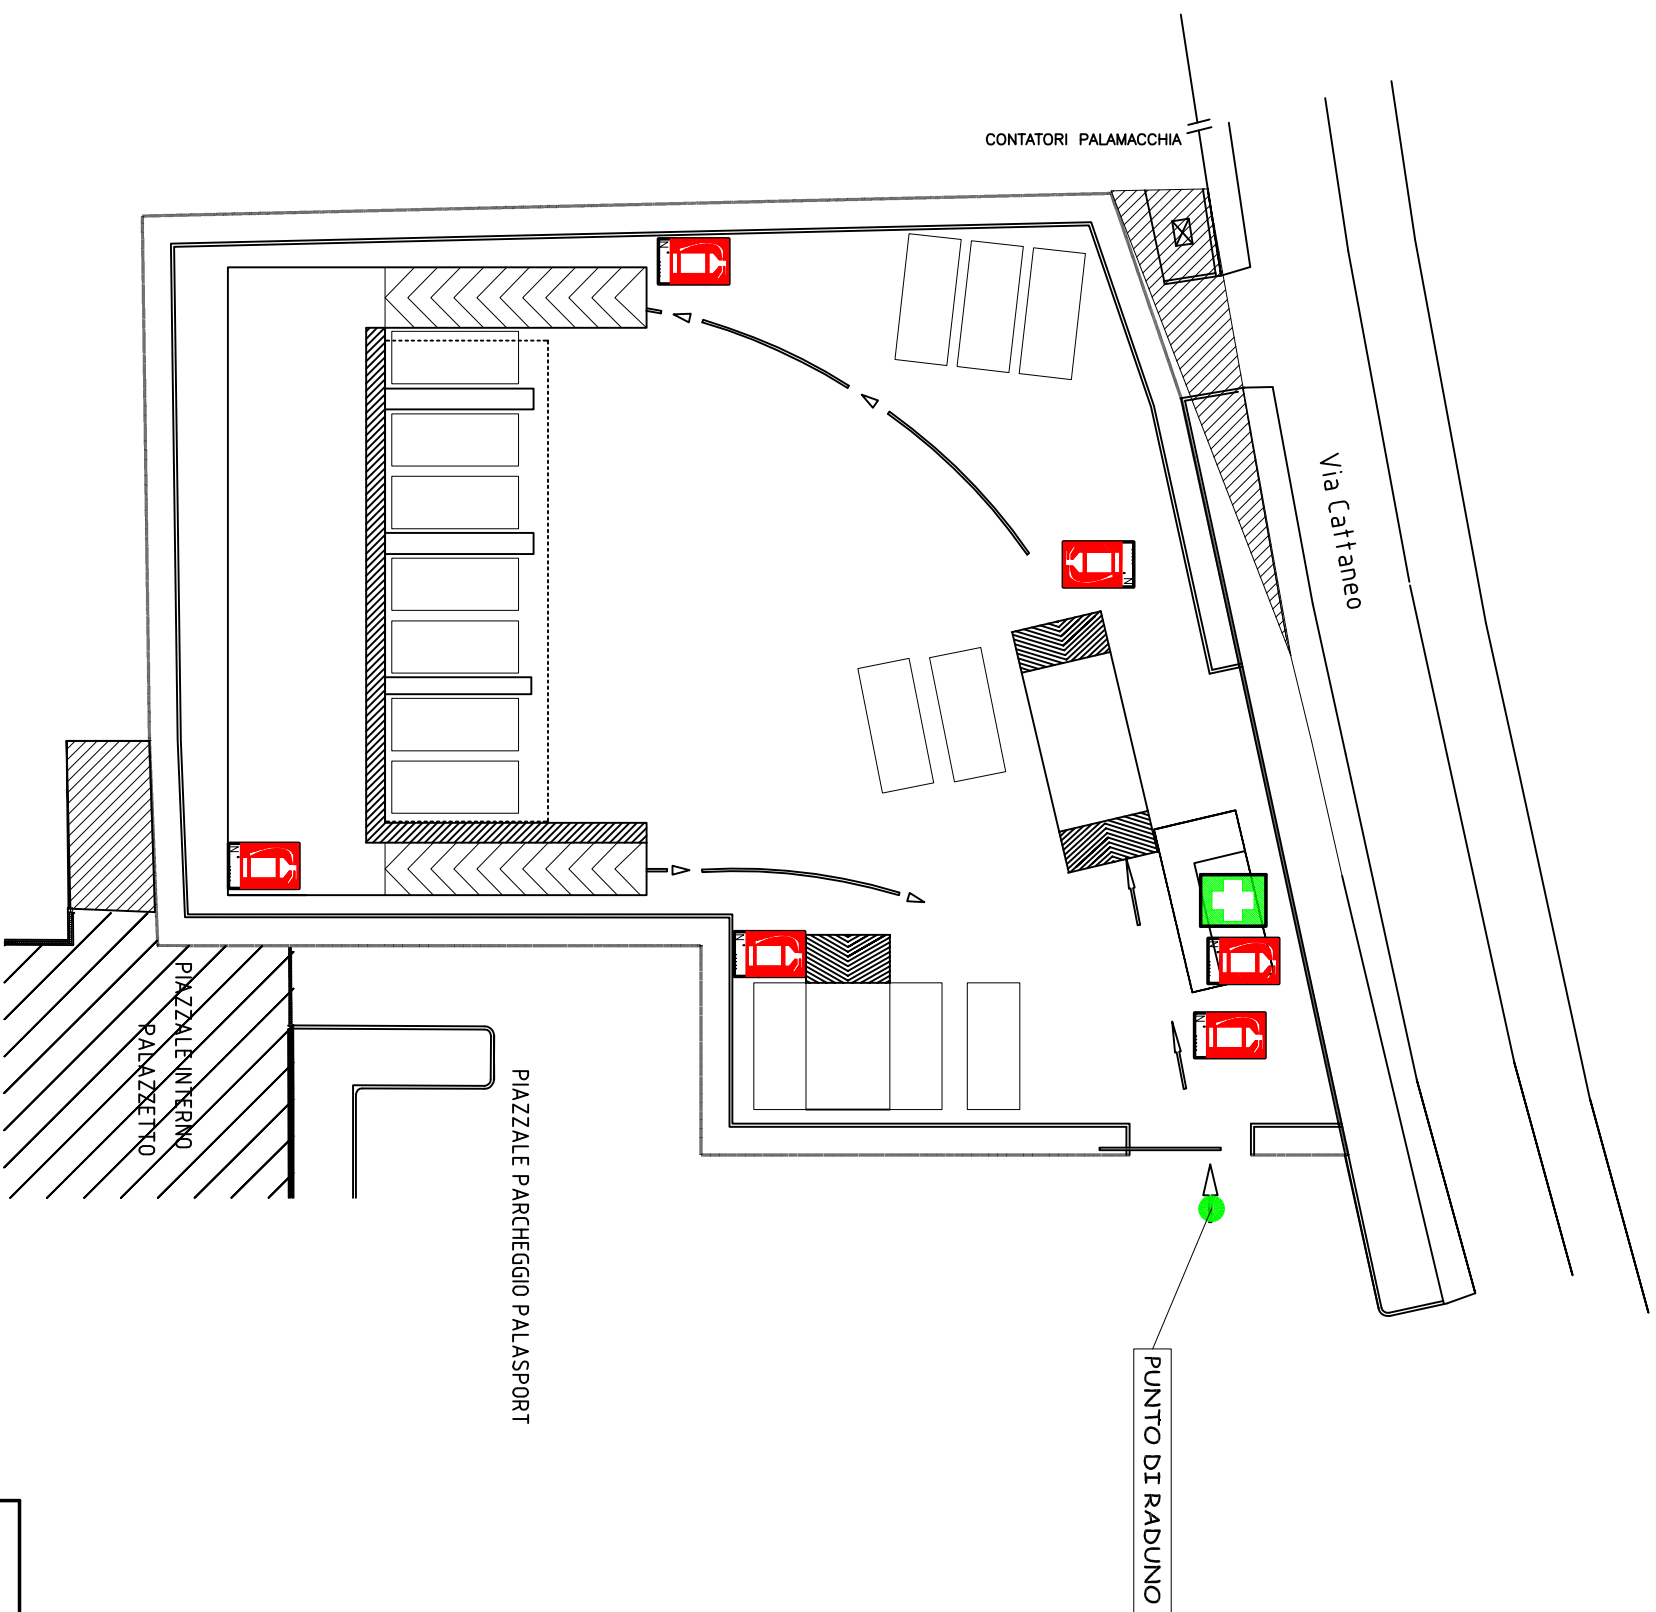 CONTATORI PALAMACCHIA
Via Cattaneo
PIAZZALE INTERNO
PALAZZETTO
PIAZZALE PARCHEGGIO PALASPORT
PUNTO DI RADUNO
N
N
N
N
N
N